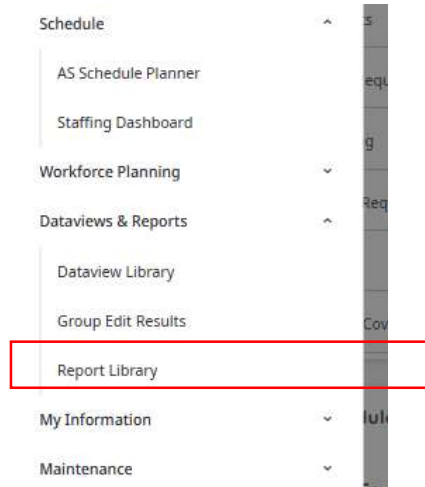 Schedule
AS Schedule Planner
Staffing Dashboard
Workforce Planning
Dataviews & Reports
Dataview Library
Group Edit Results
Report Library
My Information
Maintenance